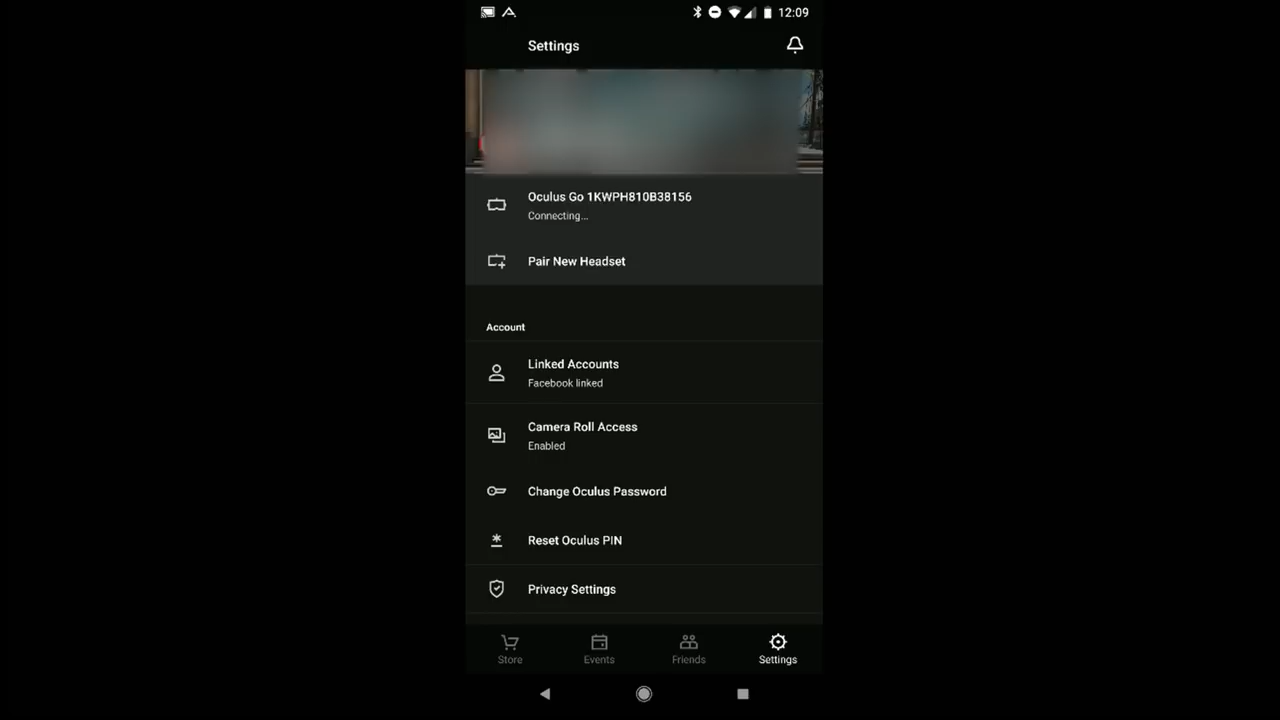 12:09
Settings
Oculus Go 1KWPH810B38156
Connecting...
Pair New Headset
Account
Linked Accounts
Facebook linked
Camera Roll Access
Enabled
Change Oculus Password
Reset Oculus PIN
Privacy Settings
Store Events Friends Settings